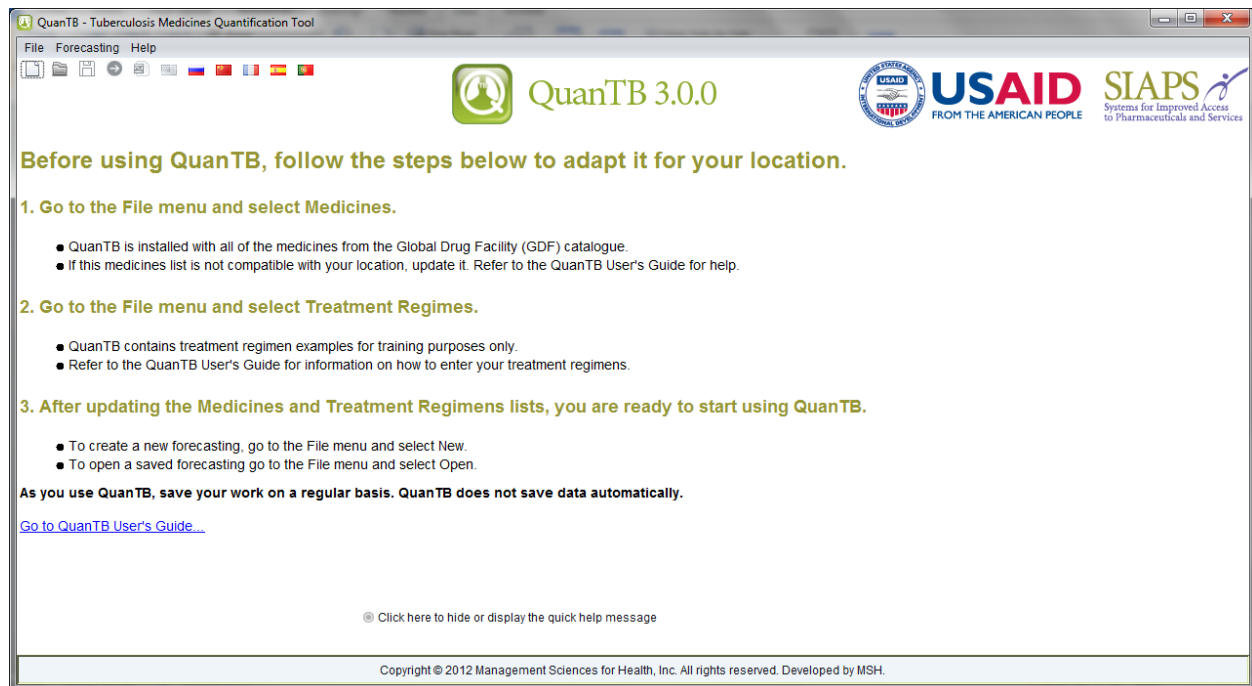 QuanTB - Tuberculosis Medicines Quantification Tool
File Forecasting Help
QuanTB 3.0.0
UNITED STATES AGENCY
USAID
INTERNATIONAL DEVELOPMENT
USAID
FROM THE AMERICAN PEOPLE
SIAPS
Systems for Improved Access
to Pharmaceuticals and Services
Before using QuanTB, follow the steps below to adapt it for your location.
1. Go to the File menu and select Medicines.
● QuanTB is installed with all of the medicines from the Global Drug Facility (GDF) catalogue.
● If this medicines list is not compatible with your location, update it. Refer to the QuanTB User's Guide for help.
2. Go to the File menu and select Treatment Regimes.
● QuanTB contains treatment regimen examples for training purposes only.
● Refer to the QuanTB User's Guide for information on how to enter your treatment regimens.
3. After updating the Medicines and Treatment Regimens lists, you are ready to start using QuanTB.
● To create a new forecasting, go to the File menu and select New.
● To open a saved forecasting go to the File menu and select Open.
As you use QuanTB, save your work on a regular basis. QuanTB does not save data automatically.
Go to QuanTB User's Guide...
Click here to hide or display the quick help message
Copyright © 2012 Management Sciences for Health, Inc. All rights reserved. Developed by MSH.